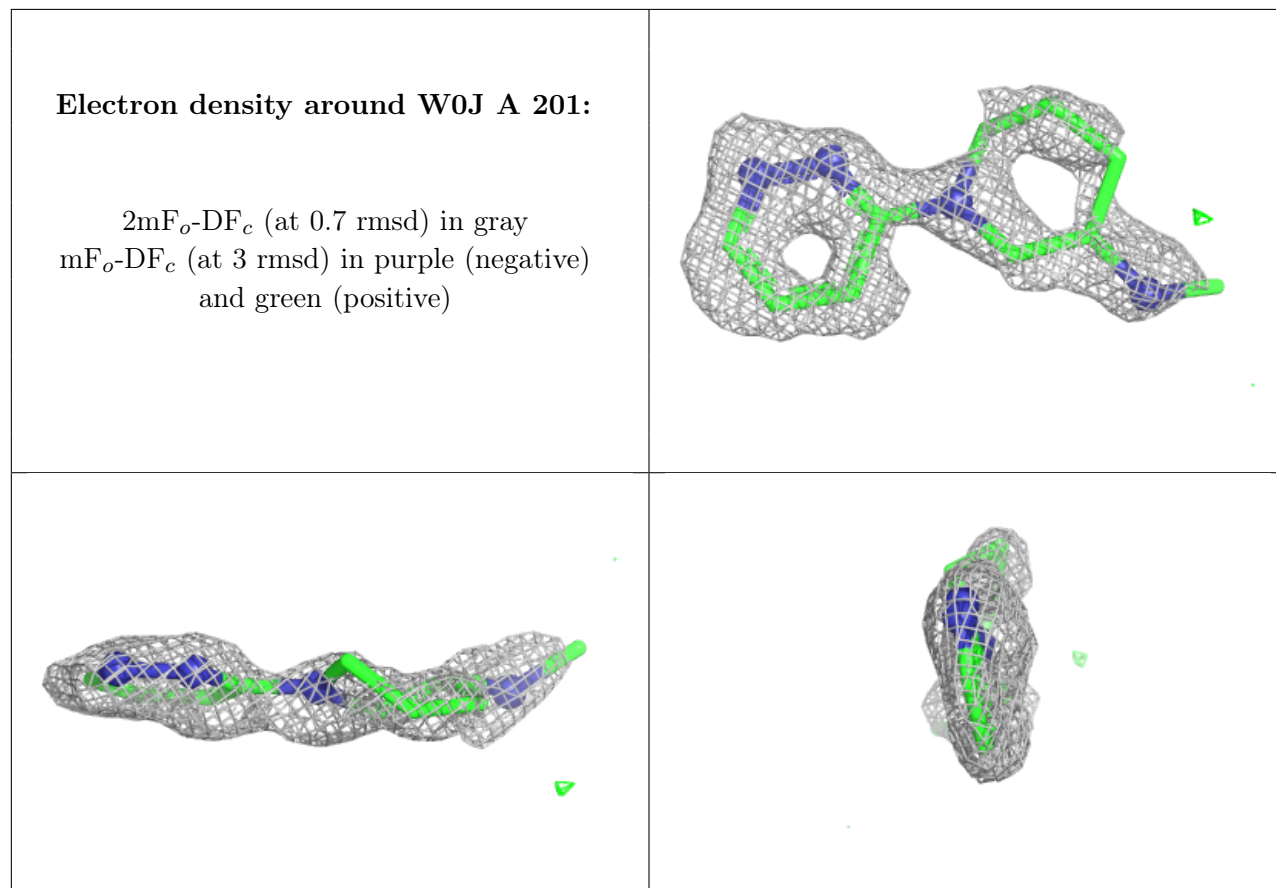 Electron density around W0J A 201:
2mFo-DFc (at 0.7 rmsd) in gray
mFo-DFc (at 3 rmsd) in purple (negative)
and green (positive)